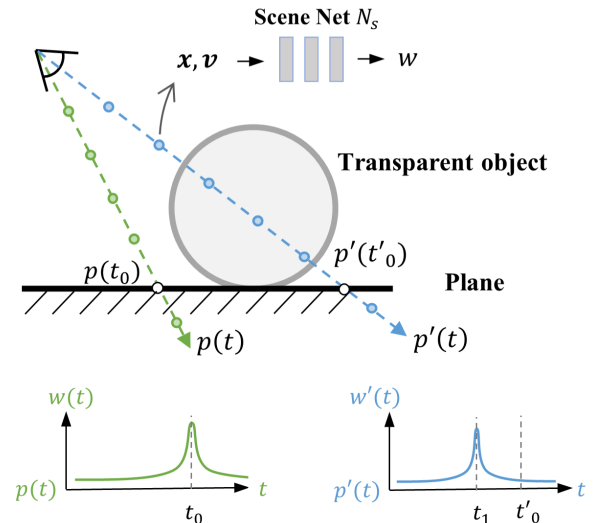 Scene Net N_s
x, v
w
Transparent object
p(t_0)
p'(t'_0)
Plane
p(t)
p'(t)
w(t)
p(t)
t_0
t
w'(t)
p'(t)
t_1
t'_0
t